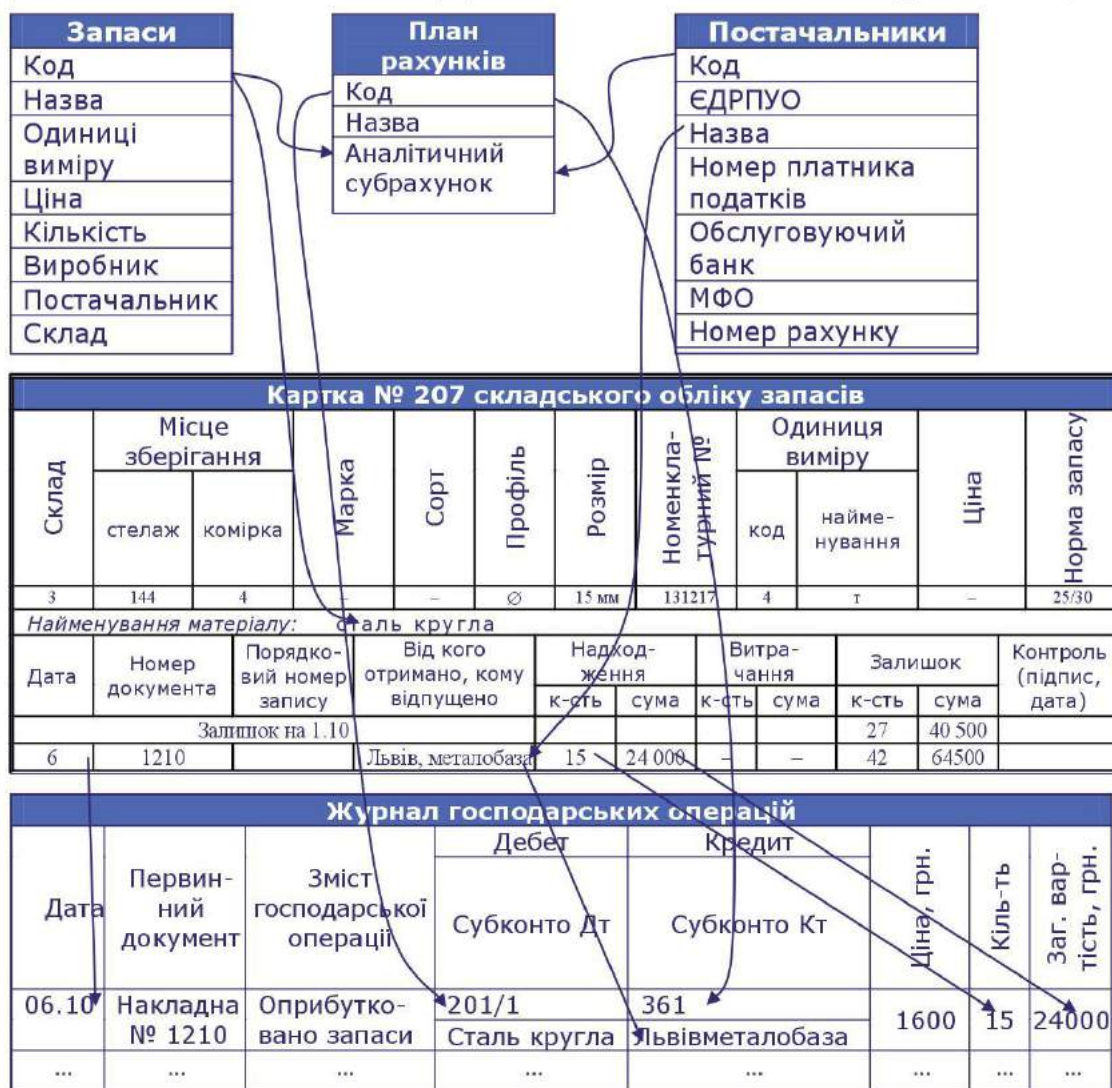 Запаси
Код
Назва
Одиниці
виміру
Ціна
Кількість
Виробник
Постачальник
Склад
План
рахунків
Код
Назва
Аналітичний
субрахунок
Постачальники
Код
ЄДРПУО
Назва
Номер платника
податків
Обслуговуючий
банк
МФО
Номер рахунку
Картка № 207 складського обліку запасів
Склад
Місце
зберігання
стелаж
комірка
Марка
Сорт
Профіль
Розмір
Номенкла-
турний №
Одиниця
виміру
код
найме-
нування
Ціна
Норма запасу
3 144 4 – – ∅ 15 мм 131217 4 т – 25/30
Найменування матеріалу: сталь кругла
Дата
Номер
документа
Порядко-
вий номер
запису
Від кого
отримано, кому
відпущено
Надход-
ження
к-сть сума
Витра-
чання
к-сть сума
Залишок
к-сть сума
Контроль
(підпис,
дата)
Залишок на 1.10 27 40 500
6 1210 Львів, металобаза 15 24 000 – – 42 64500
Журнал господарських операцій
Дата
Первин-
ний
документ
Зміст
господарської
операції
Дебет
Субконто Дт
Кредит
Субконто Кт
Ціна, грн.
Кіль-ть
Заг. вар-
тість, грн.
06.10
Накладна
№ 1210
Оприбутко-
вано запаси
201/1
Сталь кругла
361
Львівметалобаза
1600
15
24000
... ... ... ... ... ... ... ...